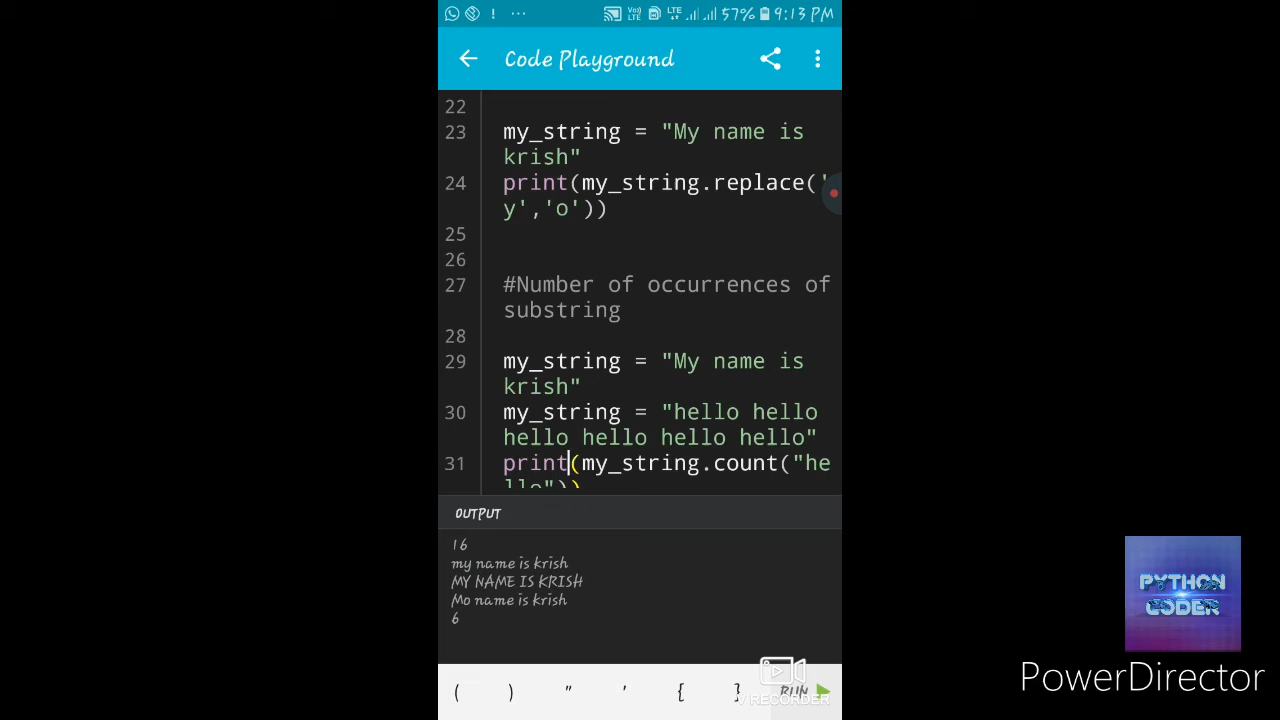 57% 9:13 PM
Code Playground
22
23 my_string = "My name is
krish"
24 print(my_string.replace('
y','o'))
25
26
27 #Number of occurrences of
substring
28
29 my_string = "My name is
krish"
30 my_string = "hello hello
hello hello hello hello"
31 print(my_string.count("he
llo"))
OUTPUT
16
my name is krish
MY NAME IS KRISH
Mo name is krish
6
( ) " ' { } RUN
V RECORDER
PYTHON
CODER
PowerDirector